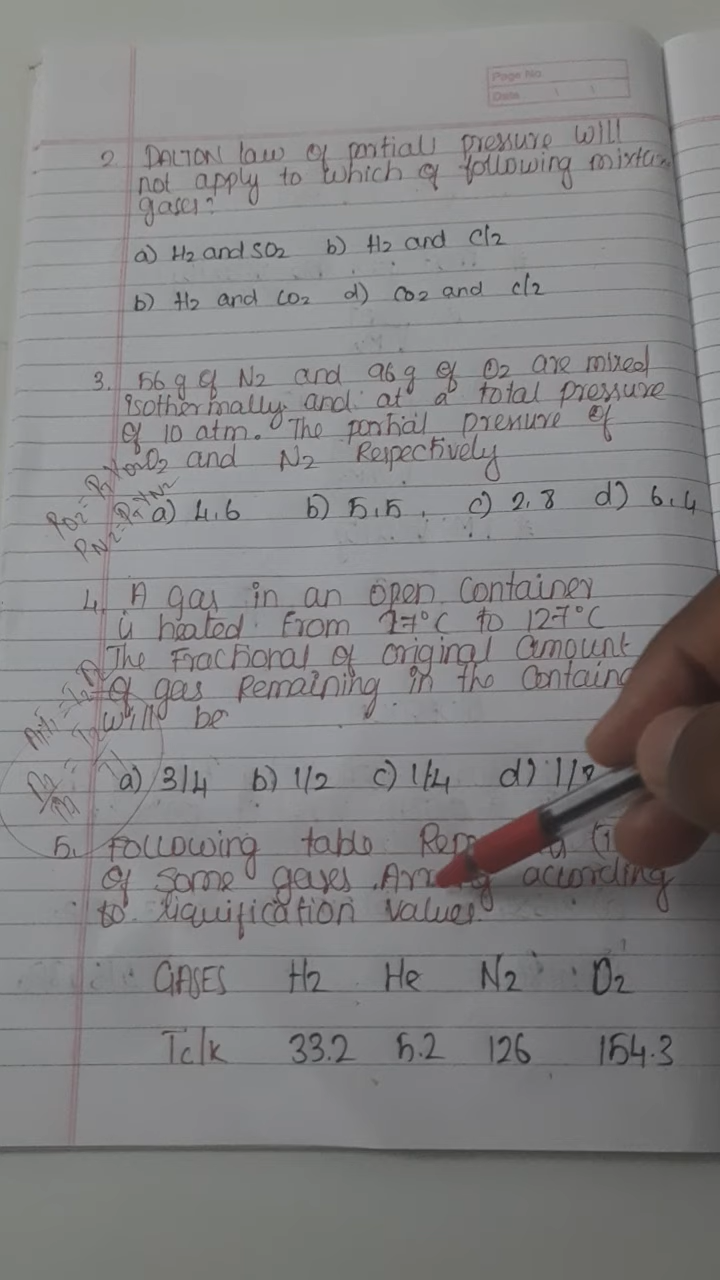 Page No.
Date
2 DALTON law of partial pressure will
not apply to which of following
gases?
a) H2 and SO2 b) H2 and Cl2
b) H2 and CO2 d) CO2 and Cl2
3. 56 g of N2 and 96 g of O2 are mixed
isothermally and at a total pressure
of 10 atm. The partial pressure of
O2 and N2 Respectively
a) 4,6 b) 5,5, c) 2,8 d) 6,4
4. A gas in an open container
is heated from 27°C to 127°C
The Fractional of original amount
of gas Remaining in the
will be
a) 3/4 b) 1/2 c) 1/4 d)
5. Following table
of some gases according
to liquification values
GASES H2 He N2 O2
Tc/k 33.2 5.2 126 154.3